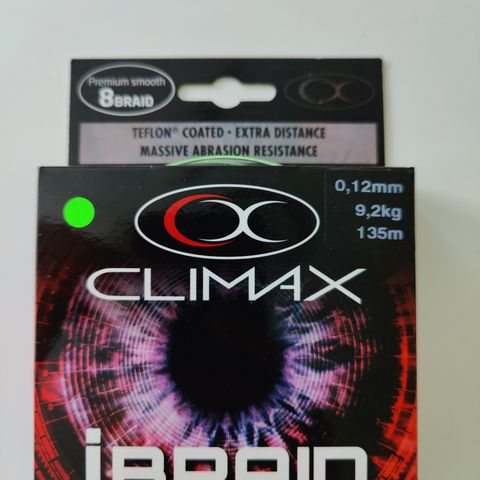 Premium smooth
8BRAID
TEFLON® COATED • EXTRA DISTANCE
MASSIVE ABRASION RESISTANCE
0,12mm
9,2kg
135m
CLIMAX
iBRAID